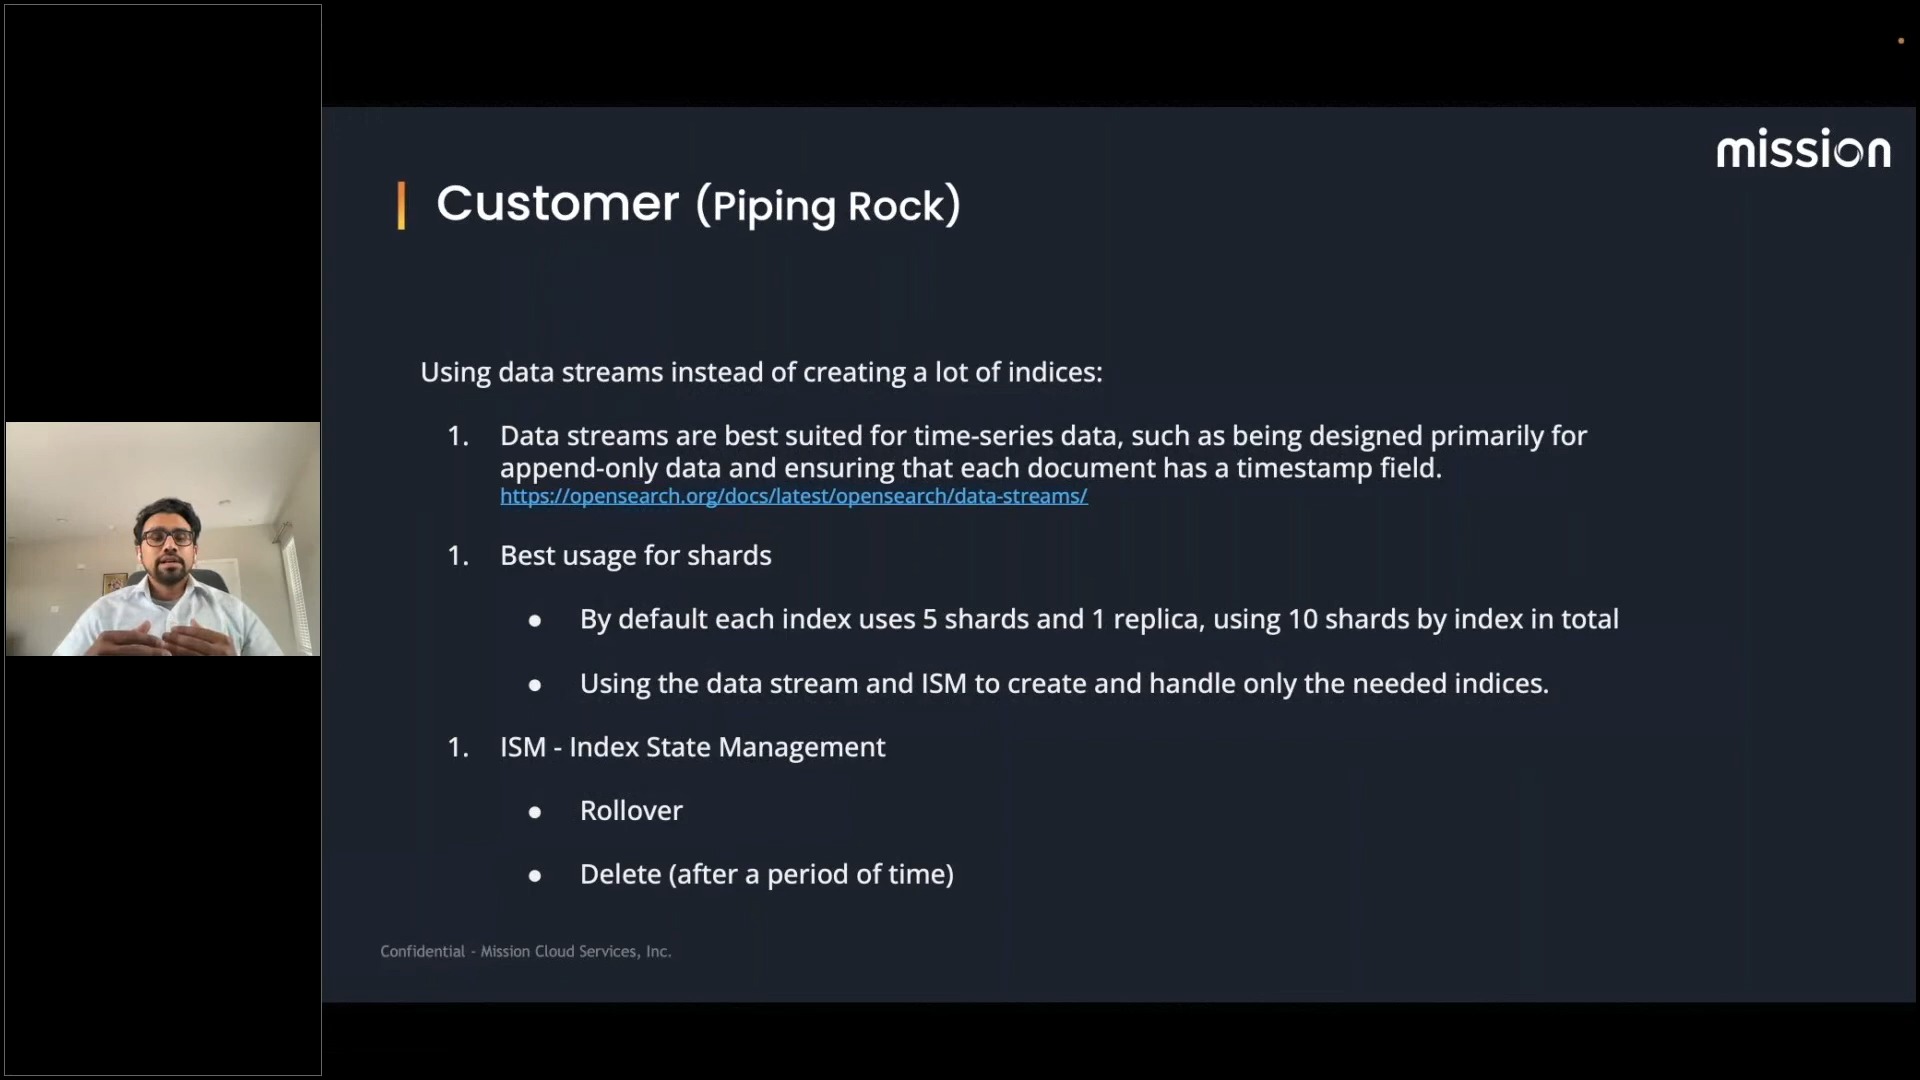 mission
Customer (Piping Rock)
Using data streams instead of creating a lot of indices:
1. Data streams are best suited for time-series data, such as being designed primarily for
append-only data and ensuring that each document has a timestamp field.
https://opensearch.org/docs/latest/opensearch/data-streams/
1. Best usage for shards
● By default each index uses 5 shards and 1 replica, using 10 shards by index in total
● Using the data stream and ISM to create and handle only the needed indices.
1. ISM - Index State Management
● Rollover
● Delete (after a period of time)
Confidential - Mission Cloud Services, Inc.